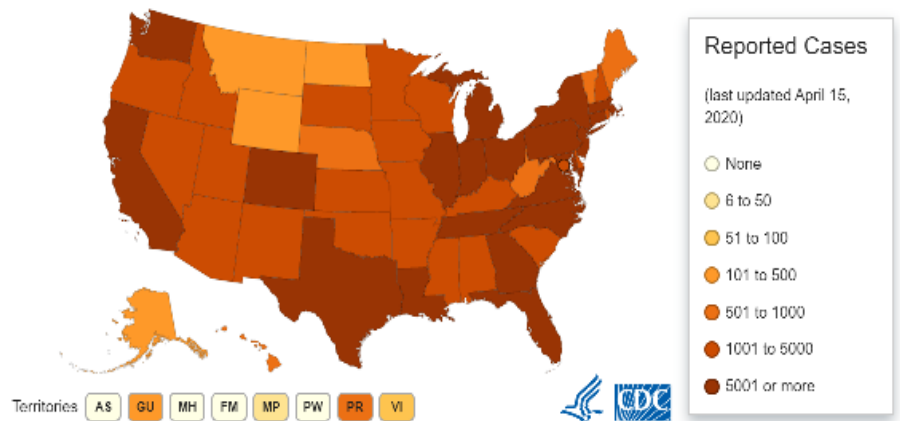 Reported Cases
(last updated April 15,
2020)
None
6 to 50
51 to 100
101 to 500
501 to 1000
1001 to 5000
5001 or more
Territories AS GU MH FM MP PW PR VI
CDC